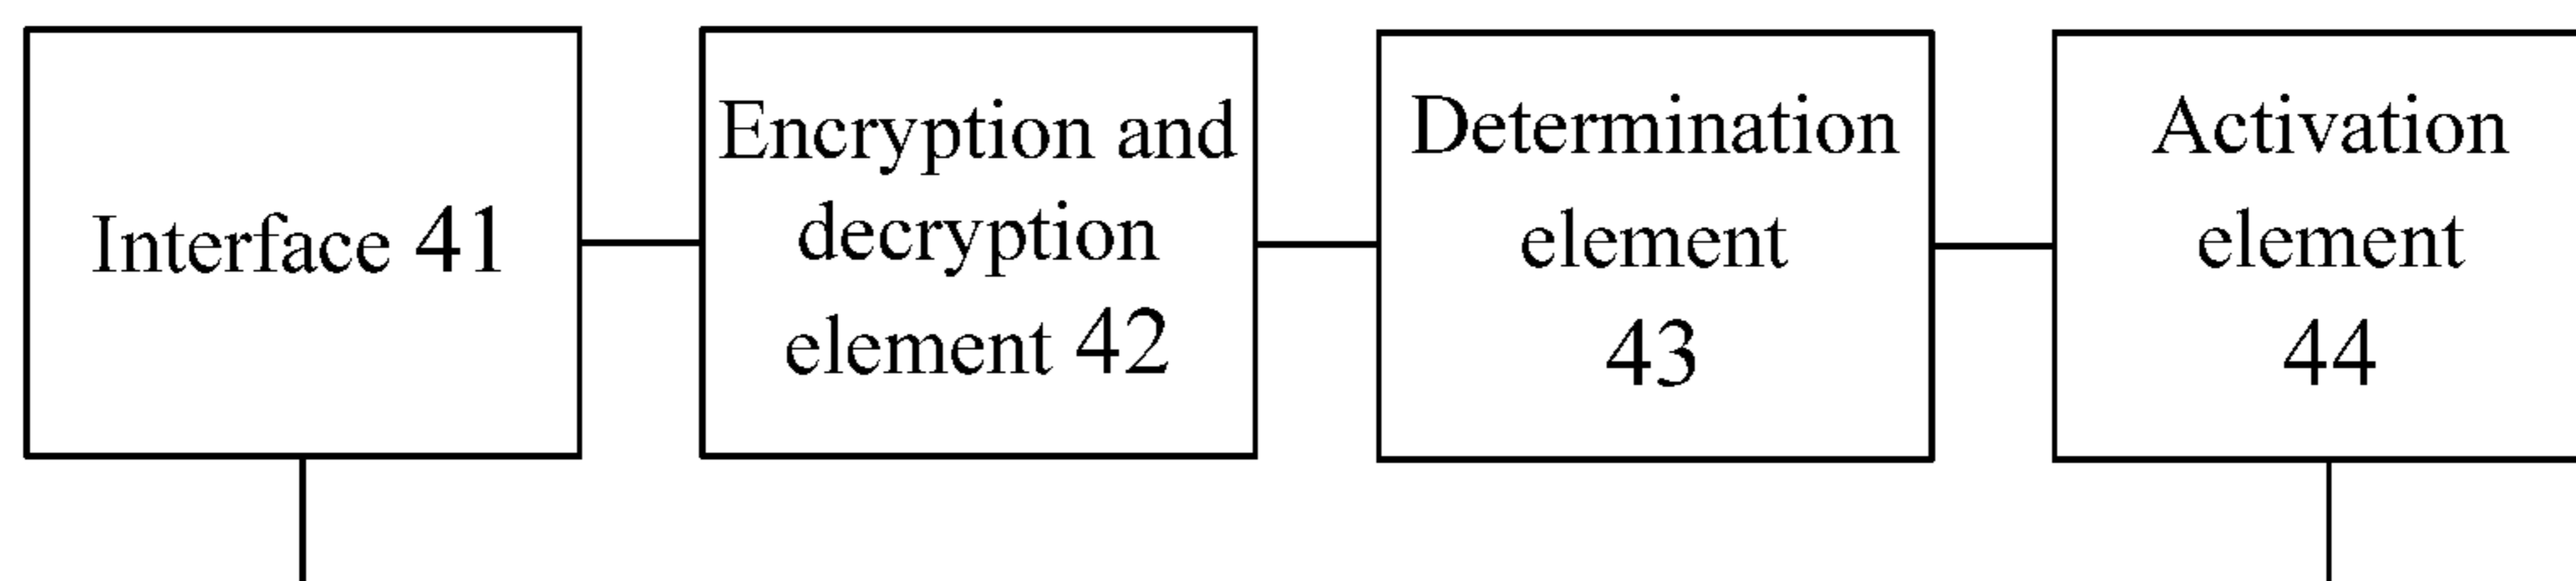 Interface 41
Encryption and
decryption
element 42
Determination
element
43
Activation
element
44